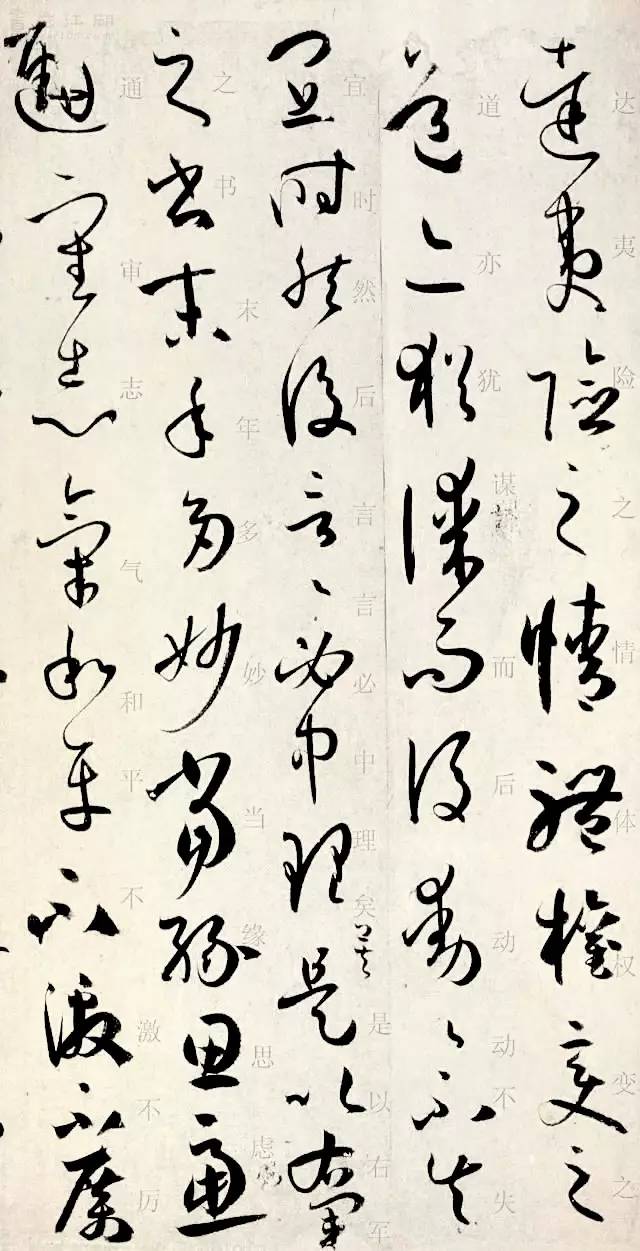 达夷险之情体权变之
道亦犹谋而后动动不失
宜时然后言言必中理矣是以右军
之书末年多妙当缘思虑
通审志气和平不激不厉